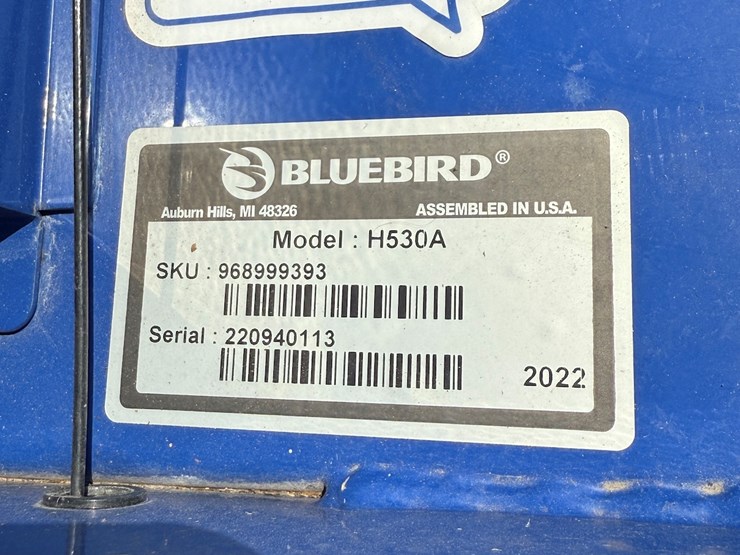 BLUEBIRD®
Auburn Hills, MI 48326 ASSEMBLED IN U.S.A.
Model : H530A
SKU : 968999393
Serial : 220940113
2022